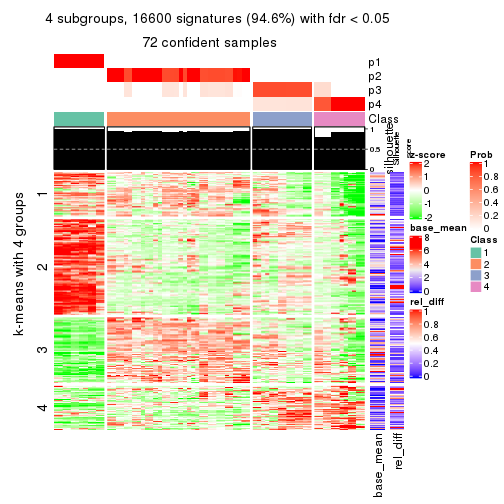 4 subgroups, 16600 signatures (94.6%) with fdr < 0.05
72 confident samples
p1
p2
p3
p4
Class
1
0.5
0
silhouette
Silhouette
score
k-means with 4 groups
1
2
3
4
base_mean
rel_diff
z-score
2
1
0
-1
-2
base_mean
8
6
4
2
0
rel_diff
1
0.8
0.6
0.4
0.2
0
Prob
1
0.8
0.6
0.4
0.2
0
Class
1
2
3
4